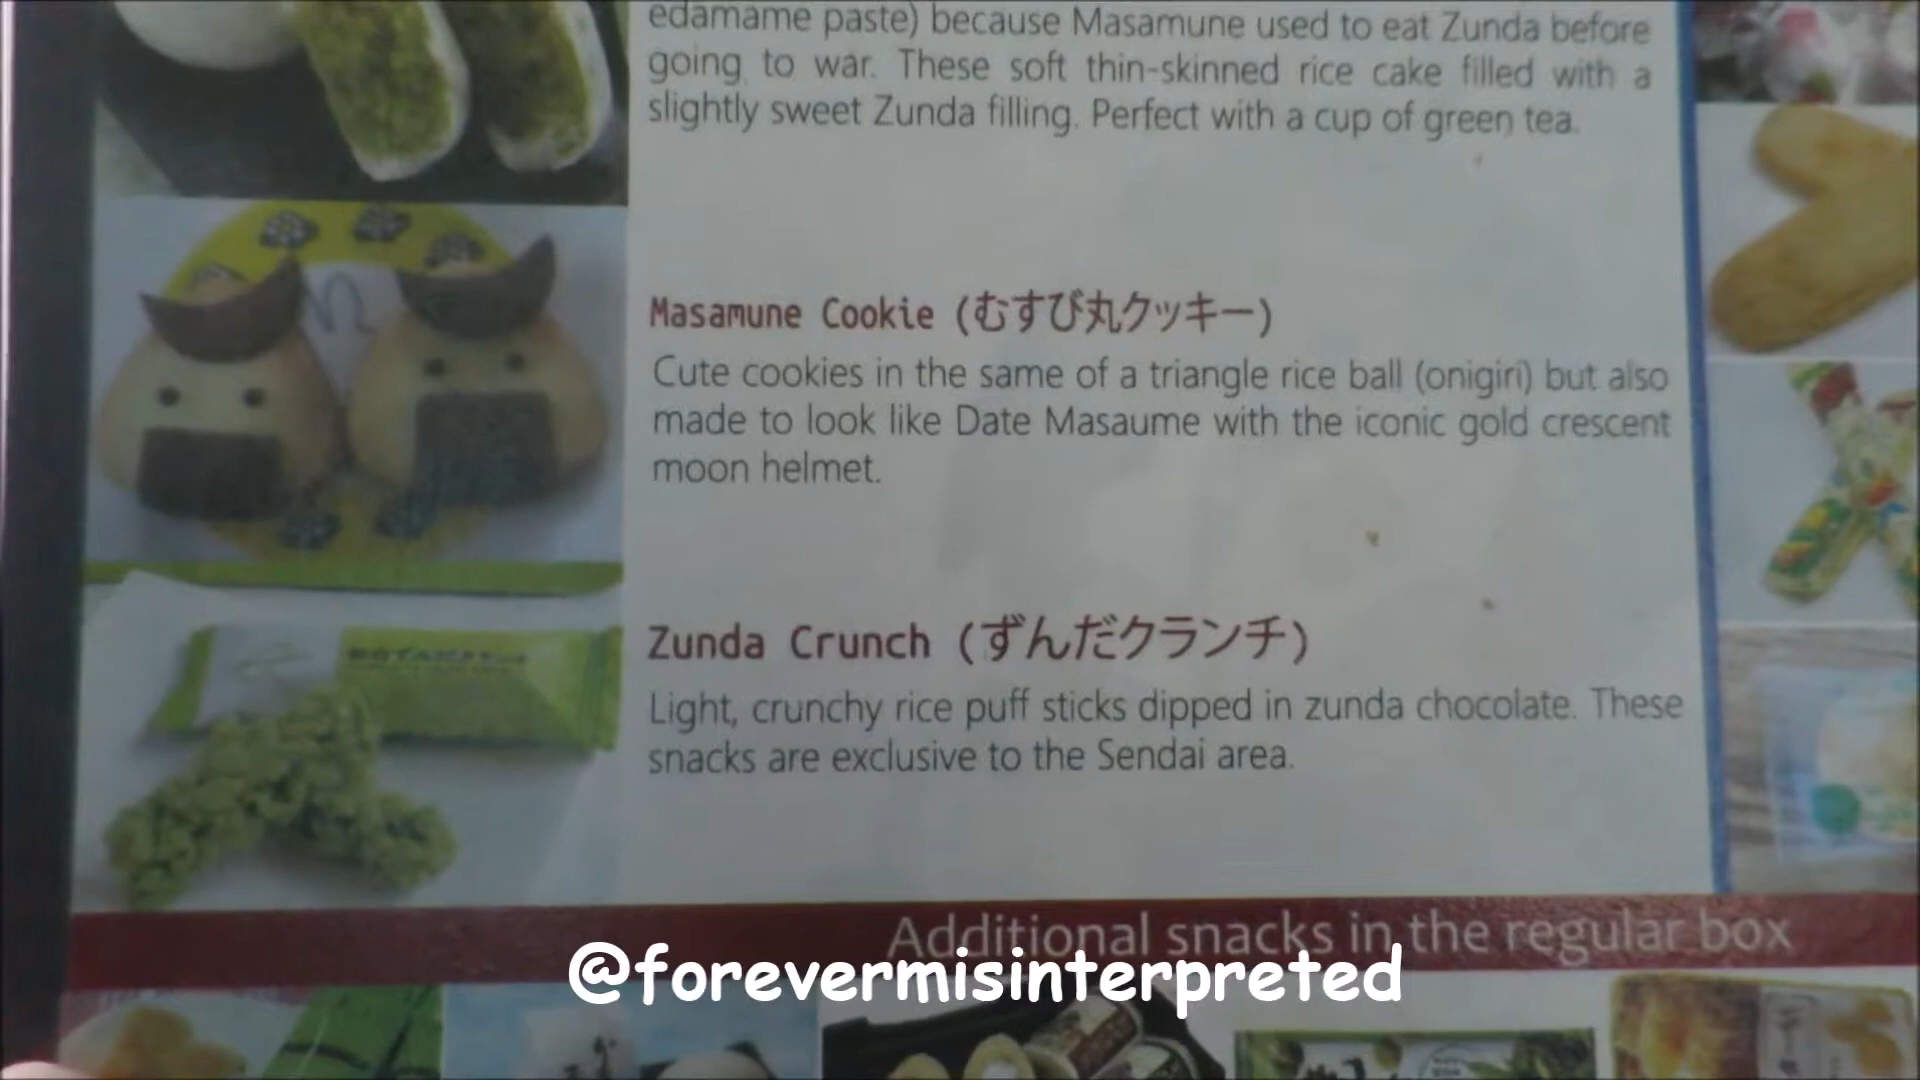 edamame paste) because Masamune used to eat Zunda before
going to war. These soft thin-skinned rice cake filled with a
slightly sweet Zunda filling. Perfect with a cup of green tea.
Masamune Cookie (むすび丸クッキー)
Cute cookies in the same of a triangle rice ball (onigiri) but also
made to look like Date Masaume with the iconic gold crescent
moon helmet.
Zunda Crunch (ずんだクランチ)
Light, crunchy rice puff sticks dipped in zunda chocolate. These
snacks are exclusive to the Sendai area.
Additional snacks in the regular box
@forevermisinterpreted